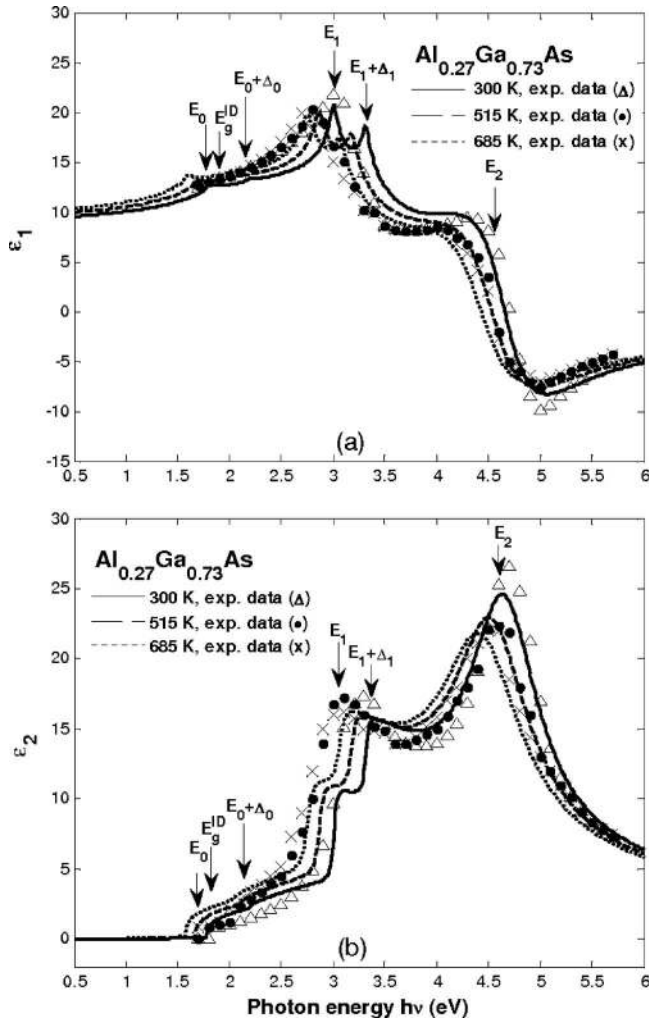 30
25
20
15
10
5
0
-5
-10
-15
ε₁
E₁
E₁+Δ₁
E₀+Δ₀
E_g^ID
E₀
E₂
Al₀.₂₇Ga₀.₇₃As
300 K, exp. data (Δ)
515 K, exp. data (●)
685 K, exp. data (x)
(a)
0.5 1 1.5 2 2.5 3 3.5 4 4.5 5 5.5 6
30
25
20
15
10
5
0
ε₂
Al₀.₂₇Ga₀.₇₃As
300 K, exp. data (Δ)
515 K, exp. data (●)
685 K, exp. data (x)
E₂
E₁
E₁+Δ₁
E₀+Δ₀
E_g^ID
E₀
(b)
0.5 1 1.5 2 2.5 3 3.5 4 4.5 5.0 5.5 6
Photon energy hν (eV)